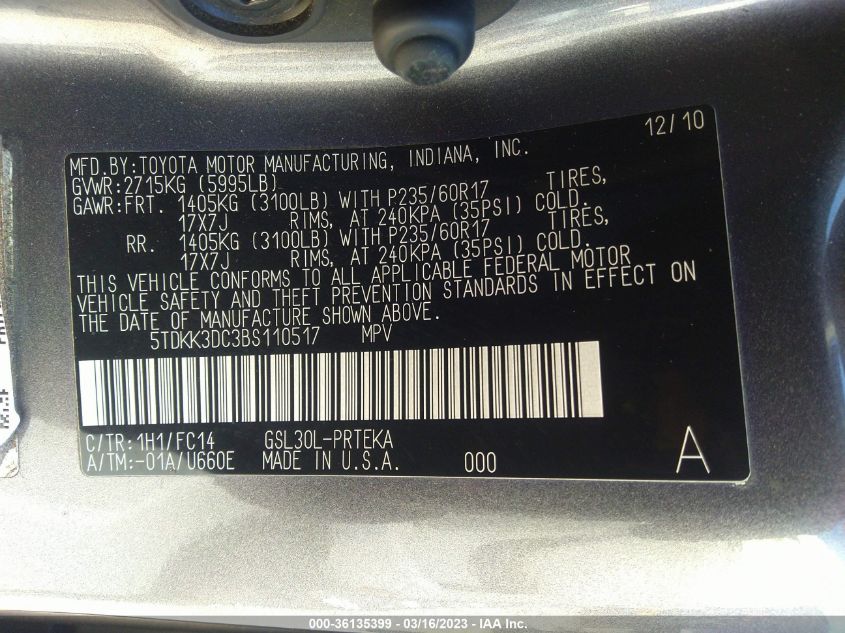 12/10
MFD.BY:TOYOTA MOTOR MANUFACTURING, INDIANA, INC.
GVWR:2715KG (5995LB)
GAWR:FRT. 1405KG (3100LB) WITH P235/60R17 TIRES,
17X7J RIMS, AT 240KPA (35PSI) COLD.
RR. 1405KG (3100LB) WITH P235/60R17 TIRES,
17X7J RIMS, AT 240KPA (35PSI) COLD.
THIS VEHICLE CONFORMS TO ALL APPLICABLE FEDERAL MOTOR
VEHICLE SAFETY AND THEFT PREVENTION STANDARDS IN EFFECT ON
THE DATE OF MANUFACTURE SHOWN ABOVE.
5TDKK3DC3BS110517 MPV
C/TR:1H1/FC14 GSL30L-PRTEKA
A/TM:-01A/U660E MADE IN U.S.A. 000 A
000-36135399 - 03/16/2023 - IAA Inc.